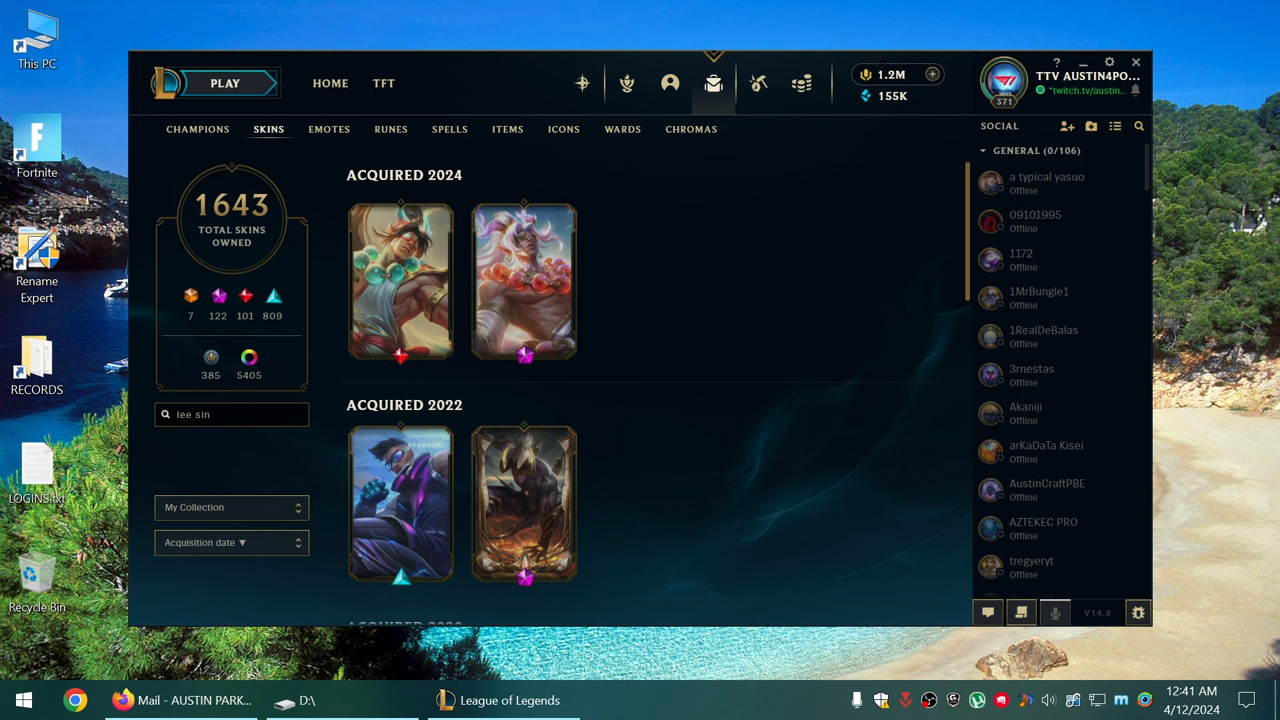 This PC
Fortnite
Rename
Expert
RECORDS
LOGINS.txt
Recycle Bin
PLAY
HOME
TFT
1.2M
155K
371
TTV AUSTIN4PO...
"twitch.tv/austin..
CHAMPIONS
SKINS
EMOTES
RUNES
SPELLS
ITEMS
ICONS
WARDS
CHROMAS
1643
TOTAL SKINS
OWNED
7 122 101 809
385 5405
lee sin
My Collection
Acquisition date ▼
ACQUIRED 2024
ACQUIRED 2022
SOCIAL
GENERAL (0/106)
a typical yasuo
Offline
09101995
Offline
1172
Offline
1MrBungle1
Offline
1RealDeBalas
Offline
3rnestas
Offline
Akaniji
Offline
arKaDaTa Kisei
Offline
AustinCraftPBE
Offline
AZTEKEC PRO
Offline
tregyeryt
Offline
V14.8
Mail - AUSTIN PARK...
D:\
League of Legends
12:41 AM
4/12/2024